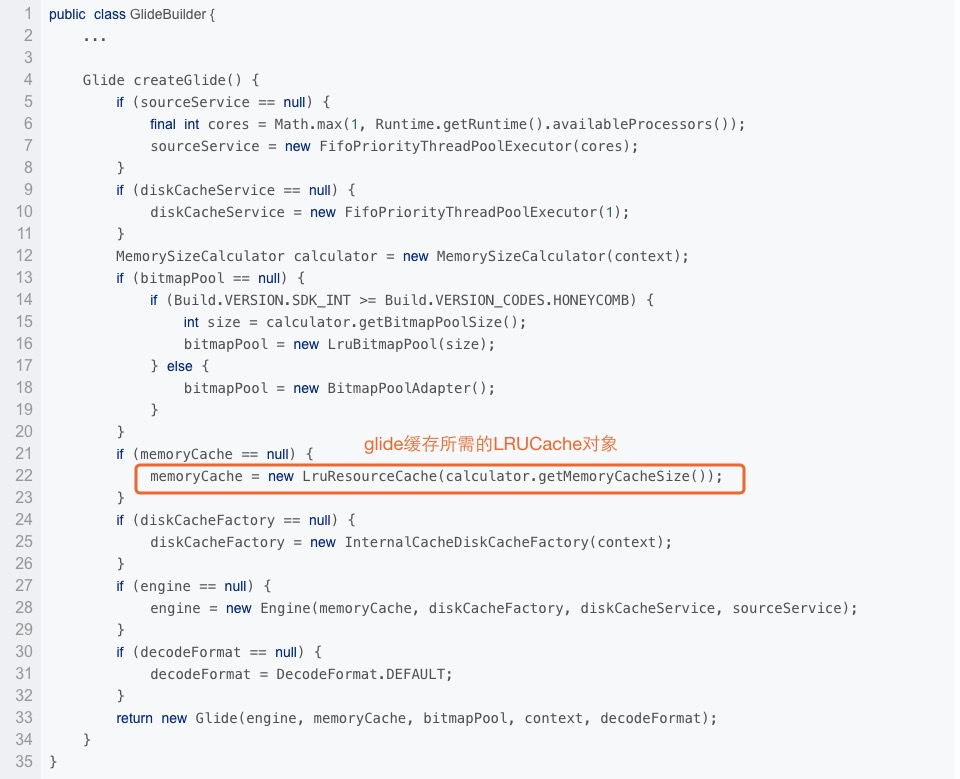 1 public class GlideBuilder {
2 ...
3
4 Glide createGlide() {
5 if (sourceService == null) {
6 final int cores = Math.max(1, Runtime.getRuntime().availableProcessors());
7 sourceService = new FifoPriorityThreadPoolExecutor(cores);
8 }
9 if (diskCacheService == null) {
10 diskCacheService = new FifoPriorityThreadPoolExecutor(1);
11 }
12 MemorySizeCalculator calculator = new MemorySizeCalculator(context);
13 if (bitmapPool == null) {
14 if (Build.VERSION.SDK_INT >= Build.VERSION_CODES.HONEYCOMB) {
15 int size = calculator.getBitmapPoolSize();
16 bitmapPool = new LruBitmapPool(size);
17 } else {
18 bitmapPool = new BitmapPoolAdapter();
19 }
20 }
glide缓存所需的LRUCache对象
21 if (memoryCache == null) {
22 memoryCache = new LruResourceCache(calculator.getMemoryCacheSize());
23 }
24 if (diskCacheFactory == null) {
25 diskCacheFactory = new InternalCacheDiskCacheFactory(context);
26 }
27 if (engine == null) {
28 engine = new Engine(memoryCache, diskCacheFactory, diskCacheService, sourceService);
29 }
30 if (decodeFormat == null) {
31 decodeFormat = DecodeFormat.DEFAULT;
32 }
33 return new Glide(engine, memoryCache, bitmapPool, context, decodeFormat);
34 }
35 }